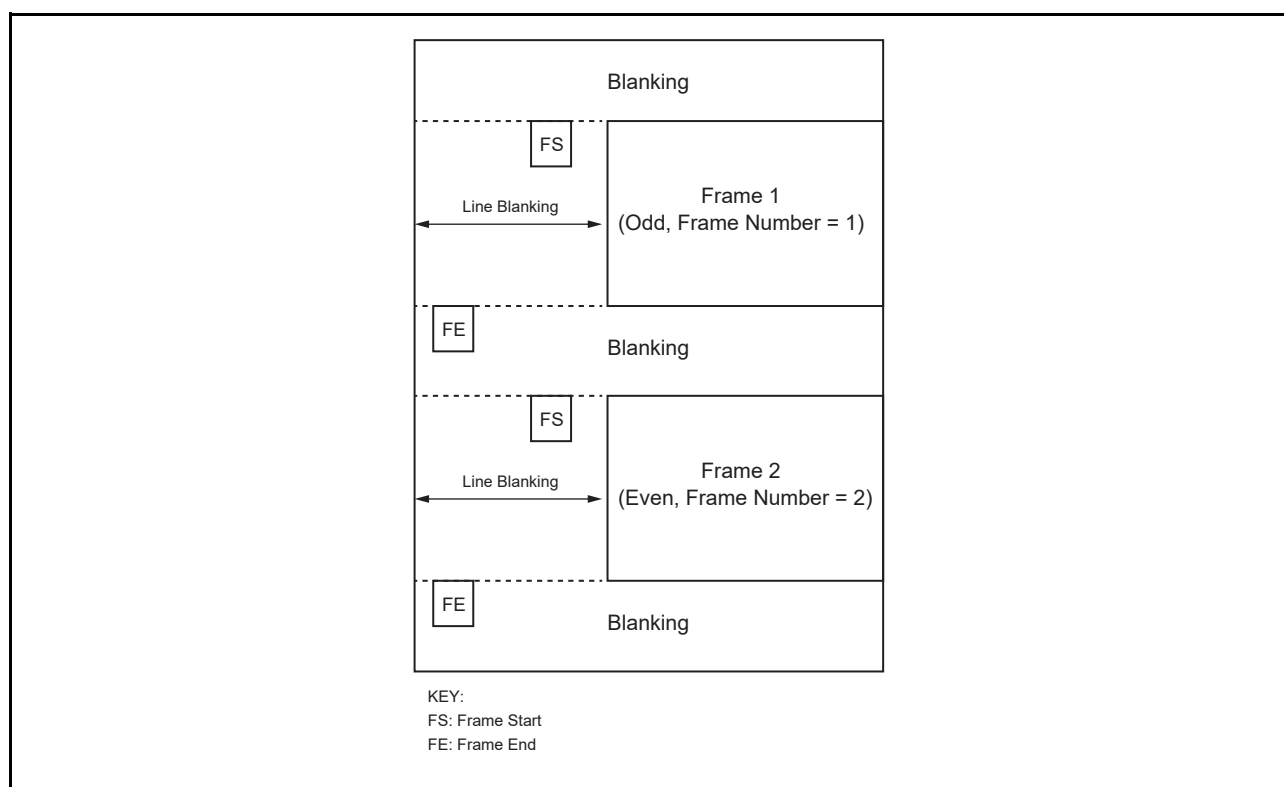 Blanking
FS
Frame 1
(Odd, Frame Number = 1)
Line Blanking
FE
Blanking
FS
Frame 2
(Even, Frame Number = 2)
Line Blanking
FE
Blanking
KEY:
FS: Frame Start
FE: Frame End